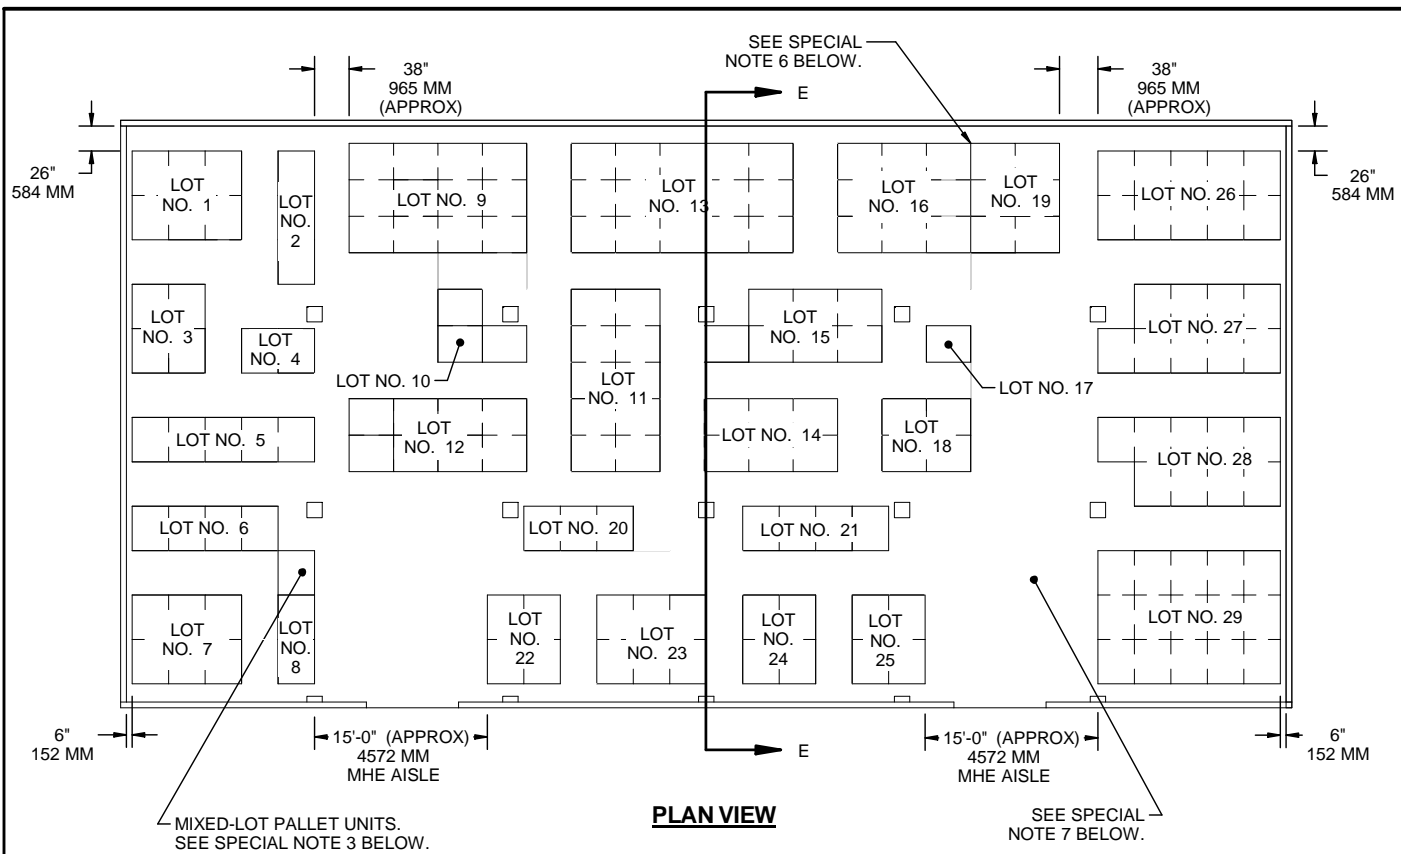 SEE SPECIAL
NOTE 6 BELOW.
38"
965 MM
(APPROX)
E
38"
965 MM
(APPROX)
26"
584 MM
26"
584 MM
LOT
NO. 1
LOT
NO.
2
LOT NO. 9
LOT
NO. 13
LOT
NO. 16
LOT
NO. 19
LOT NO. 26
LOT
NO. 3
LOT
NO. 4
LOT
NO. 15
LOT NO. 27
LOT NO. 10
LOT
NO. 11
LOT NO. 17
LOT NO. 5
LOT
NO. 12
LOT NO. 14
LOT
NO. 18
LOT NO. 28
LOT NO. 6
LOT NO. 20
LOT NO. 21
LOT
NO. 7
LOT
NO.
8
LOT
NO.
22
LOT
NO. 23
LOT
NO.
24
LOT
NO.
25
LOT NO. 29
6"
152 MM
15'-0" (APPROX)
4572 MM
MHE AISLE
E
15'-0" (APPROX)
4572 MM
MHE AISLE
6"
152 MM
MIXED-LOT PALLET UNITS.
SEE SPECIAL NOTE 3 BELOW.
PLAN VIEW
SEE SPECIAL
NOTE 7 BELOW.